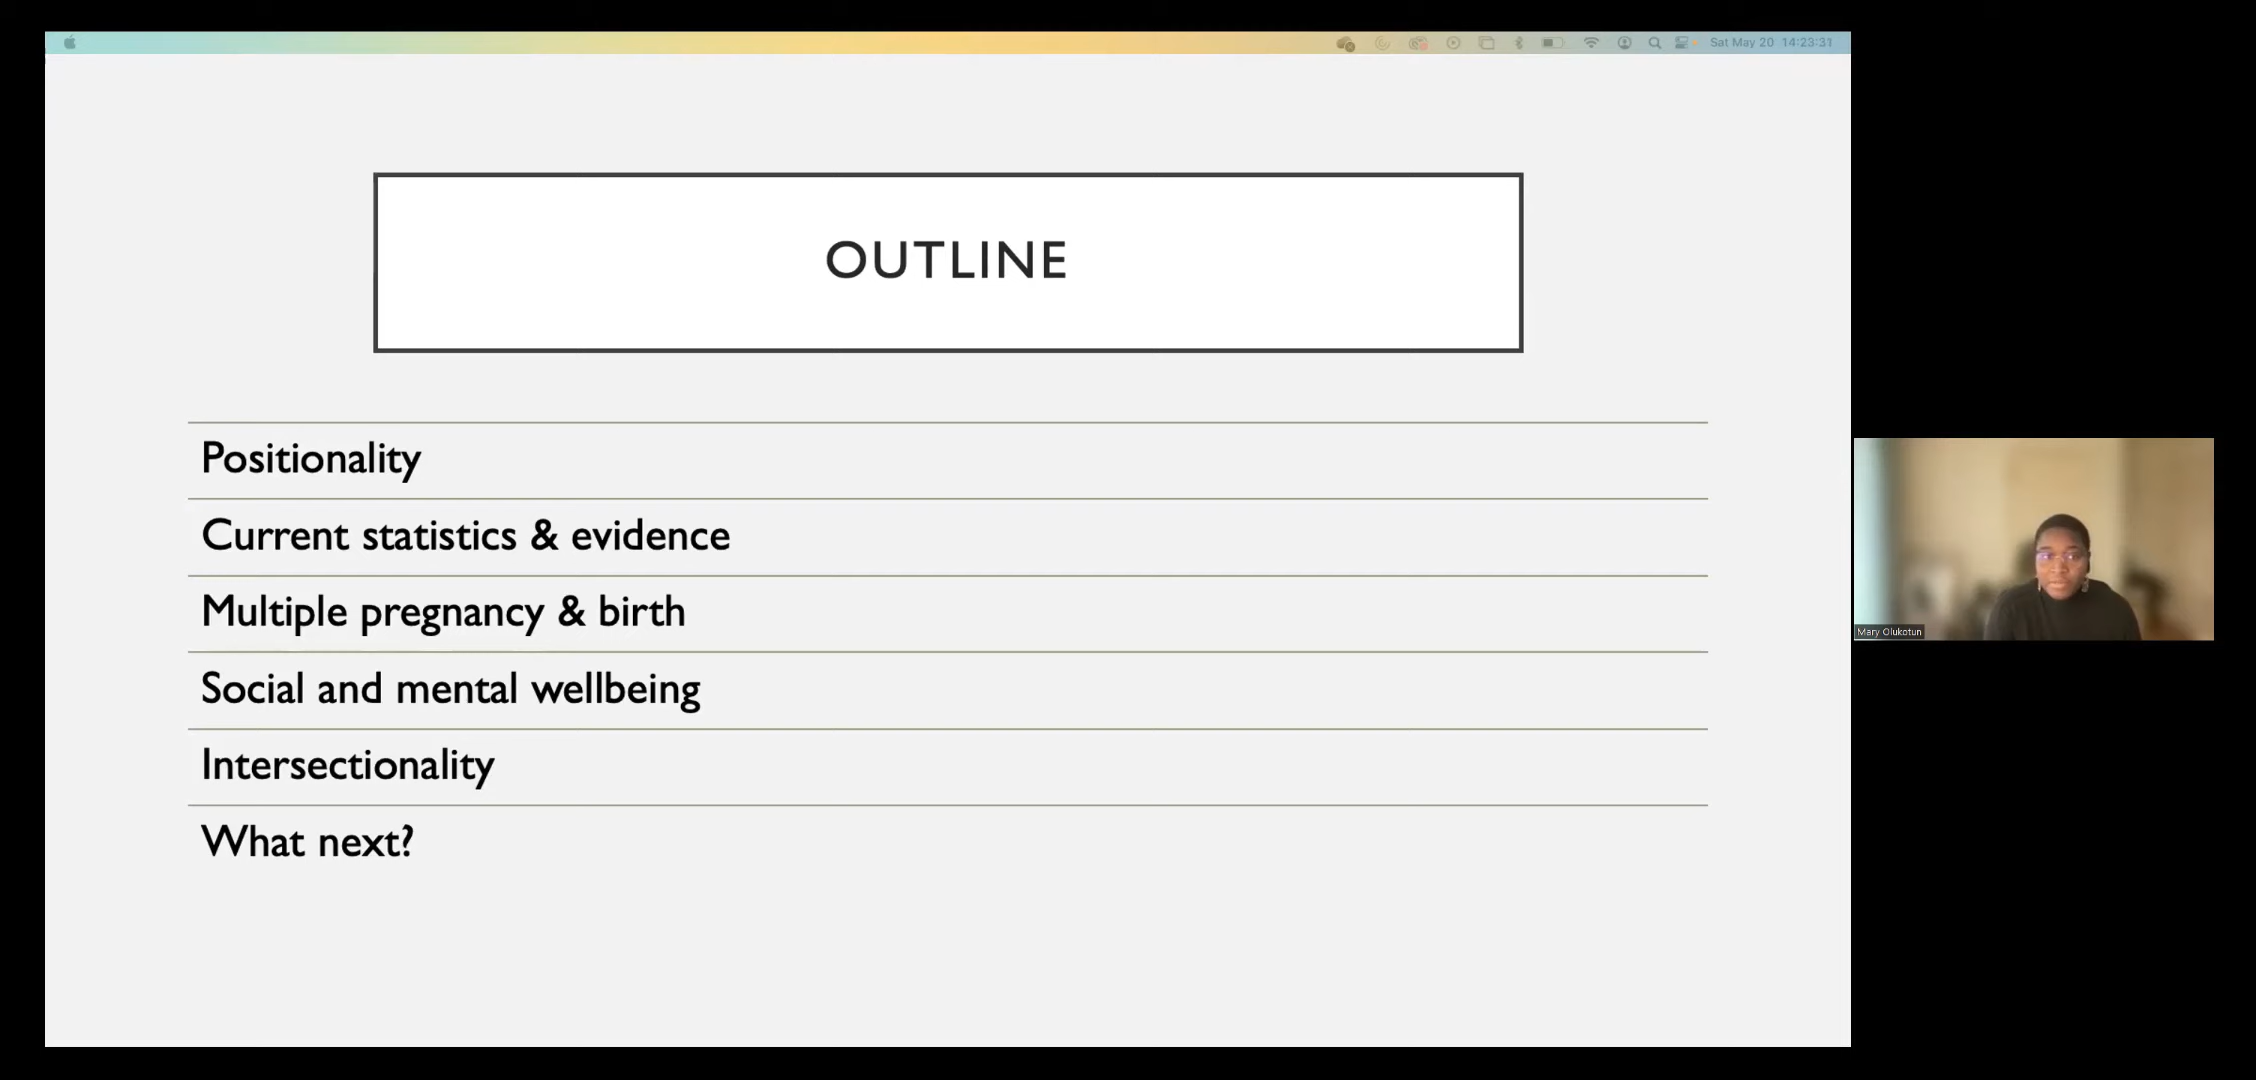 Sat May 20 14:23:31
OUTLINE
Positionality
Current statistics & evidence
Multiple pregnancy & birth
Social and mental wellbeing
Intersectionality
What next?
Mary Olukotun